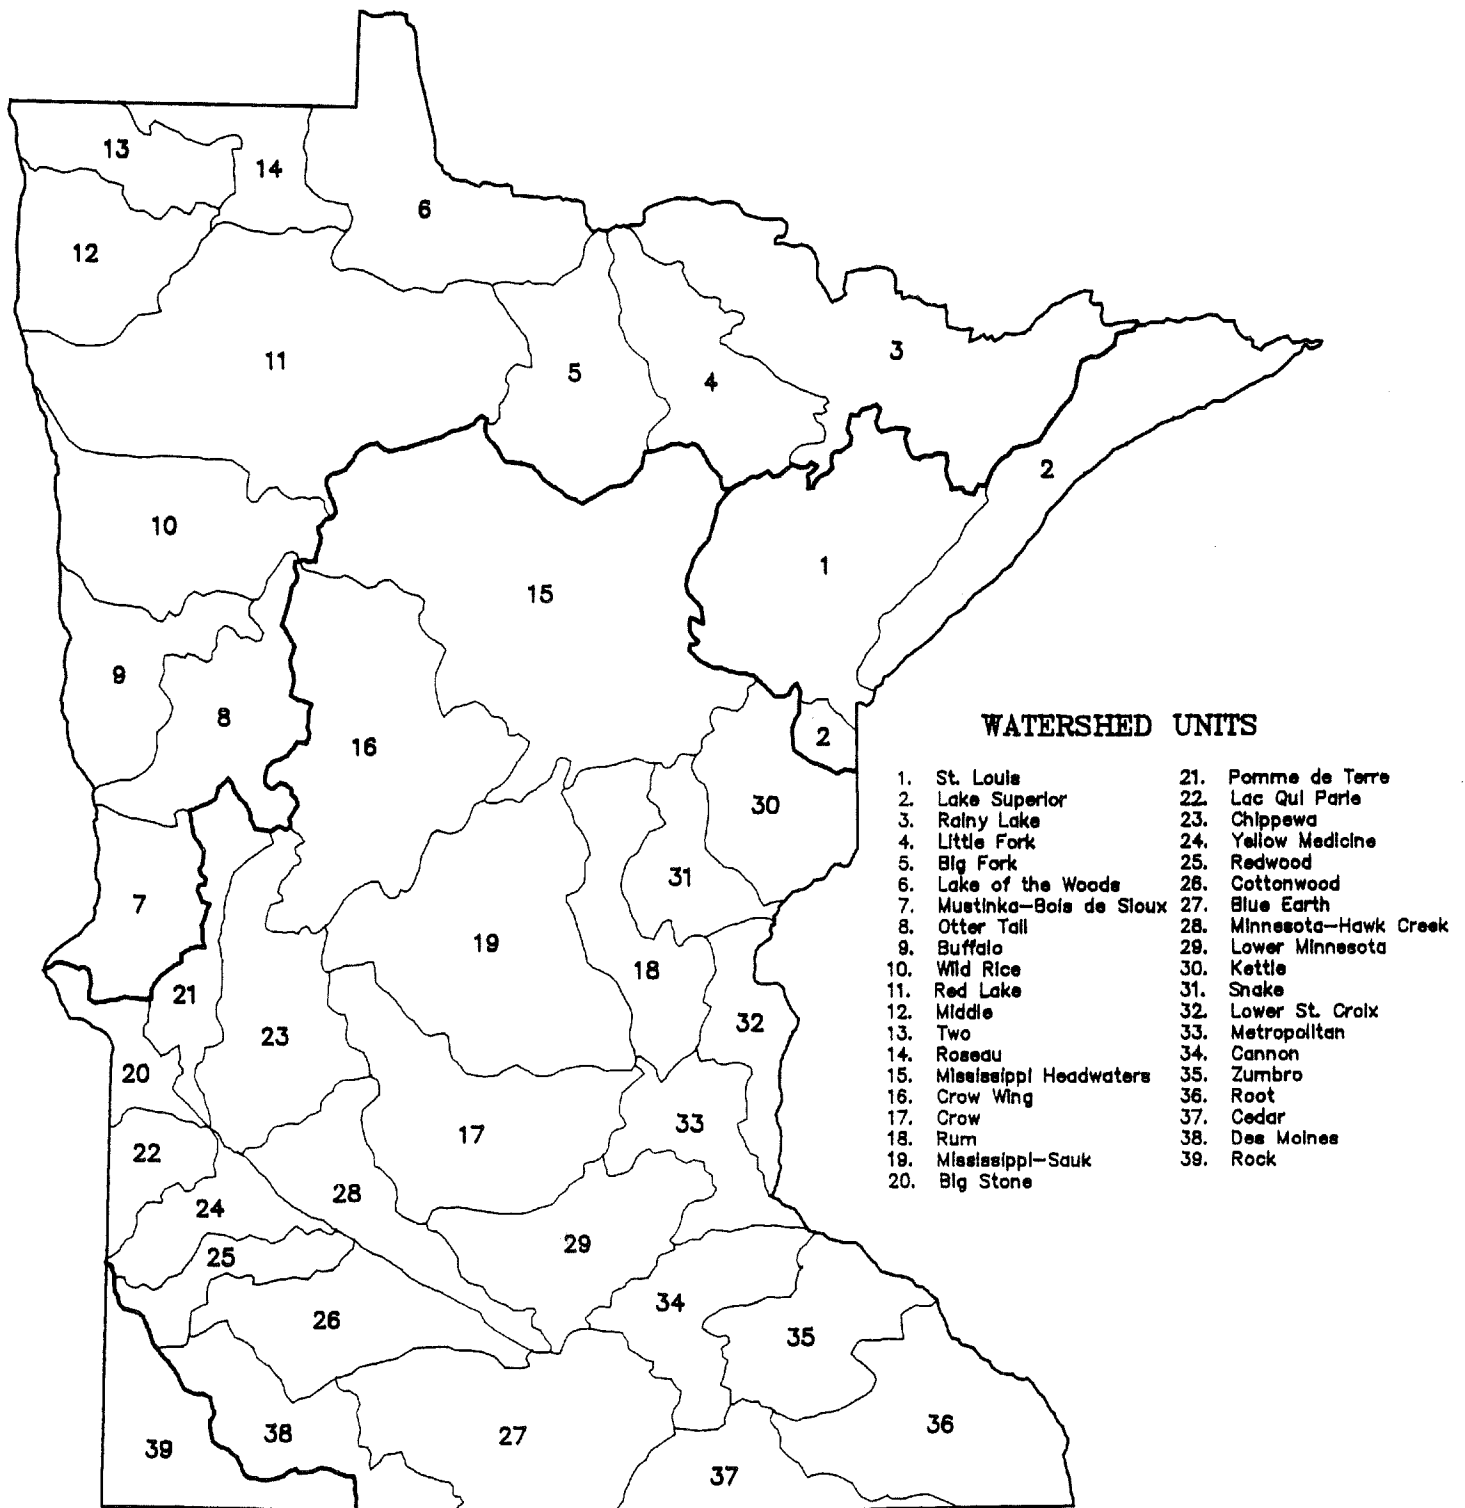 13
14
6
12
3
11
5
4
2
10
1
15
9
8
16
2
30
7
31
19
18
21
32
23
20
33
17
22
28
24
29
25
34
26
35
36
38
27
39
37
WATERSHED UNITS
1. St. Louis
2. Lake Superior
3. Rainy Lake
4. Little Fork
5. Big Fork
6. Lake of the Woods
7. Mustinka-Bois de Sioux
8. Otter Tail
9. Buffalo
10. Wild Rice
11. Red Lake
12. Middle
13. Two
14. Roseau
15. Mississippi Headwaters
16. Crow Wing
17. Crow
18. Rum
19. Mississippi-Sauk
20. Big Stone
21. Pomme de Terre
22. Lac Qui Parle
23. Chippewa
24. Yellow Medicine
25. Redwood
26. Cottonwood
27. Blue Earth
28. Minnesota-Hawk Creek
29. Lower Minnesota
30. Kettle
31. Snake
32. Lower St. Croix
33. Metropolitan
34. Cannon
35. Zumbro
36. Root
37. Cedar
38. Des Moines
39. Rock